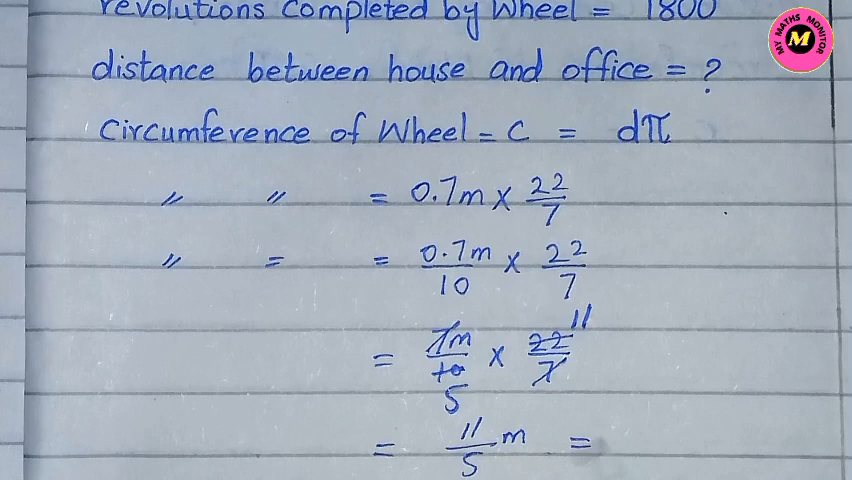 revolutions completed by Wheel = 1800
MY MATHS MONITOR
M
distance between house and office = ?
Circumference of Wheel = C = dπ
〃 〃 = 0.7m × 22/7
〃 = = 0.7m/10 × 22/7
= 7m/10 5 × 22/7 11
= 11/5 m =